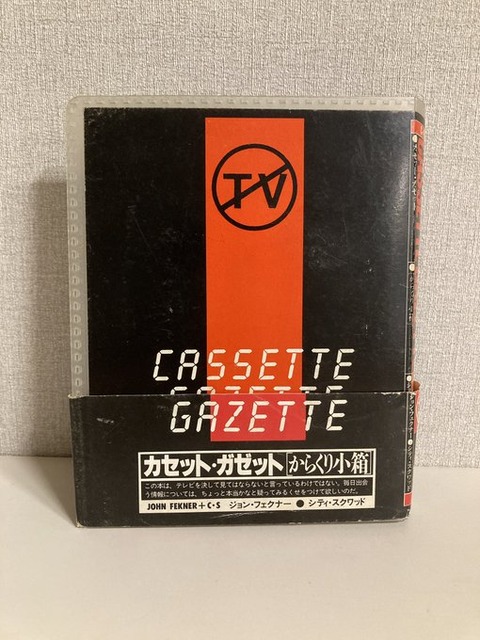 TV
CASSETTE
GAZETTE
GAZETTE
カセット・ガゼット からくり小箱
この本は、テレビを決して見てはならないと言っているわけではない。毎日出会
う情報については、ちょっと本当かなと疑ってみるくせをつけて欲しいのだ。
JOHN FEKNER+C・S ジョン・フェクナー ● シティ・スクワッド